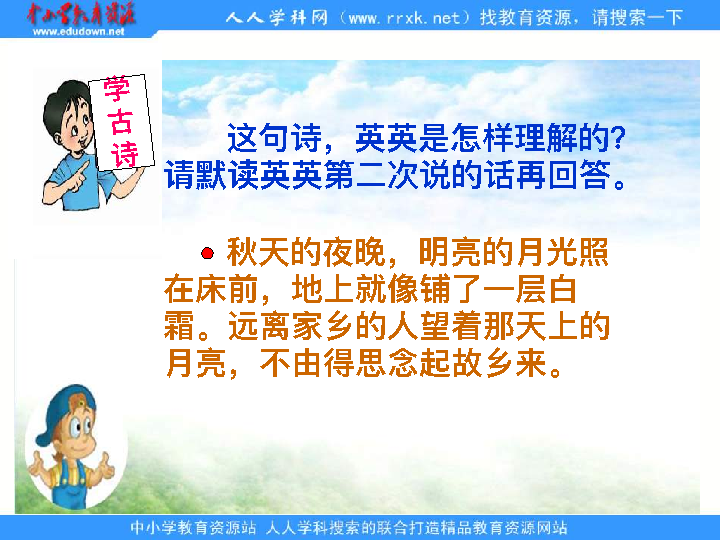 中小学教育资源
www.edudown.net
人人学科网（www.rrxk.net）找教育资源，请搜索一下
学
古
诗
这句诗，英英是怎样理解的？
请默读英英第二次说的话再回答。
秋天的夜晚，明亮的月光照
在床前，地上就像铺了一层白
霜。远离家乡的人望着那天上的
月亮，不由得思念起故乡来。
中小学教育资源站 人人学科搜索的联合打造精品教育资源网站